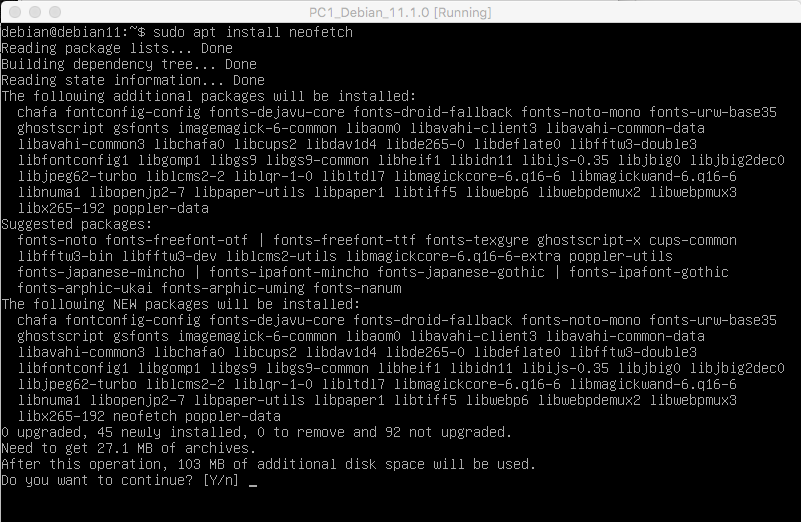 PC1_Debian_11.1.0 [Running]
debian@debian11:~$ sudo apt install neofetch
Reading package lists... Done
Building dependency tree... Done
Reading state information... Done
The following additional packages will be installed:
  chafa fontconfig-config fonts-dejavu-core fonts-droid-fallback fonts-noto-mono fonts-urw-base35
  ghostscript gsfonts imagemagick-6-common libaom0 libavahi-client3 libavahi-common-data
  libavahi-common3 libchafa0 libcups2 libdav1d4 libde265-0 libdeflate0 libfftw3-double3
  libfontconfig1 libgomp1 libgs9 libgs9-common libheif1 libidn11 libijs-0.35 libjbig0 libjbig2dec0
  libjpeg62-turbo liblcms2-2 liblqr-1-0 libltdl7 libmagickcore-6.q16-6 libmagickwand-6.q16-6
  libnuma1 libopenjp2-7 libpaper-utils libpaper1 libtiff5 libwebp6 libwebpdemux2 libwebpmux3
  libx265-192 poppler-data
Suggested packages:
  fonts-noto fonts-freefont-otf | fonts-freefont-ttf fonts-texgyre ghostscript-x cups-common
  libfftw3-bin libfftw3-dev liblcms2-utils libmagickcore-6.q16-6-extra poppler-utils
  fonts-japanese-mincho | fonts-ipafont-mincho fonts-japanese-gothic | fonts-ipafont-gothic
  fonts-arphic-ukai fonts-arphic-uming fonts-nanum
The following NEW packages will be installed:
  chafa fontconfig-config fonts-dejavu-core fonts-droid-fallback fonts-noto-mono fonts-urw-base35
  ghostscript gsfonts imagemagick-6-common libaom0 libavahi-client3 libavahi-common-data
  libavahi-common3 libchafa0 libcups2 libdav1d4 libde265-0 libdeflate0 libfftw3-double3
  libfontconfig1 libgomp1 libgs9 libgs9-common libheif1 libidn11 libijs-0.35 libjbig0 libjbig2dec0
  libjpeg62-turbo liblcms2-2 liblqr-1-0 libltdl7 libmagickcore-6.q16-6 libmagickwand-6.q16-6
  libnuma1 libopenjp2-7 libpaper-utils libpaper1 libtiff5 libwebp6 libwebpdemux2 libwebpmux3
  libx265-192 neofetch poppler-data
0 upgraded, 45 newly installed, 0 to remove and 92 not upgraded.
Need to get 27.1 MB of archives.
After this operation, 103 MB of additional disk space will be used.
Do you want to continue? [Y/n] _